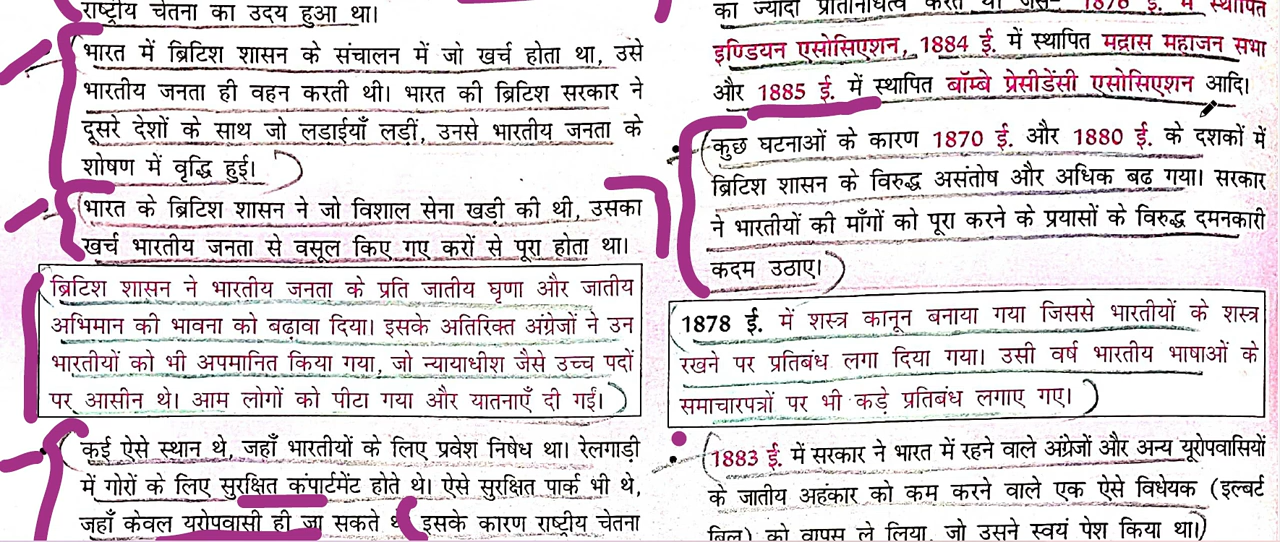 राष्ट्रीय चेतना का उदय हुआ था।
भारत में ब्रिटिश शासन के संचालन में जो खर्च होता था, उसे
भारतीय जनता ही वहन करती थी। भारत की ब्रिटिश सरकार ने
दूसरे देशों के साथ जो लडाईयाँ लड़ीं, उनसे भारतीय जनता के
शोषण में वृद्धि हुई।
भारत के ब्रिटिश शासन ने जो विशाल सेना खड़ी की थी, उसका
खर्च भारतीय जनता से वसूल किए गए करों से पूरा होता था।
ब्रिटिश शासन ने भारतीय जनता के प्रति जातीय घृणा और जातीय
अभिमान की भावना को बढ़ावा दिया। इसके अतिरिक्त अंग्रेजों ने उन
भारतीयों को भी अपमानित किया गया, जो न्यायाधीश जैसे उच्च पदों
पर आसीन थे। आम लोगों को पीटा गया और यातनाएँ दी गईं।
कई ऐसे स्थान थे, जहाँ भारतीयों के लिए प्रवेश निषेध था। रेलगाड़ी
में गोरों के लिए सुरक्षित कंपार्टमेंट होते थे। ऐसे सुरक्षित पार्क भी थे,
जहाँ केवल यूरोपवासी ही जा सकते इसके कारण राष्ट्रीय चेतना
का ज्यादा प्रतिनिधित्व करते थे। जैसे- 1876 ई. में स्थापित
इण्डियन एसोसिएशन, 1884 ई. में स्थापित मद्रास महाजन सभा
और 1885 ई. में स्थापित बॉम्बे प्रेसीडेंसी एसोसिएशन आदि।
कुछ घटनाओं के कारण 1870 ई. और 1880 ई. के दशकों में
ब्रिटिश शासन के विरुद्ध असंतोष और अधिक बढ गया। सरकार
ने भारतीयों की माँगों को पूरा करने के प्रयासों के विरुद्ध दमनकारी
कदम उठाए।
1878 ई. में शस्त्र कानून बनाया गया जिससे भारतीयों के शस्त्र
रखने पर प्रतिबंध लगा दिया गया। उसी वर्ष भारतीय भाषाओं के
समाचारपत्रों पर भी कड़े प्रतिबंध लगाए गए।
1883 ई. में सरकार ने भारत में रहने वाले अंग्रेजों और अन्य यूरोपवासियों
के जातीय अहंकार को कम करने वाले एक ऐसे विधेयक (इल्बर्ट
बिल) को वापस ले लिया, जो उसने स्वयं पेश किया था।